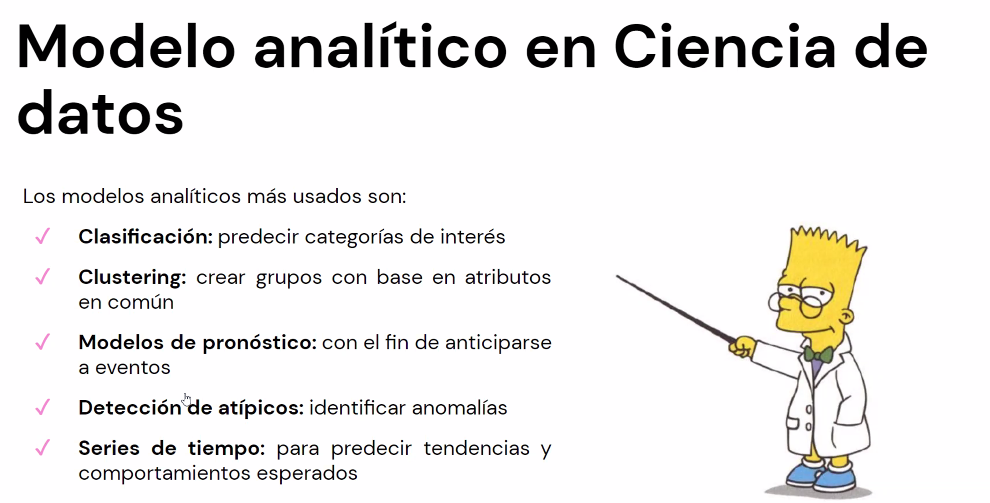 Modelo analítico en Ciencia de
datos
Los modelos analíticos más usados son:
✓ Clasificación: predecir categorías de interés
✓ Clustering: crear grupos con base en atributos
en común
✓ Modelos de pronóstico: con el fin de anticiparse
a eventos
✓ Detección de atípicos: identificar anomalías
✓ Series de tiempo: para predecir tendencias y
comportamientos esperados